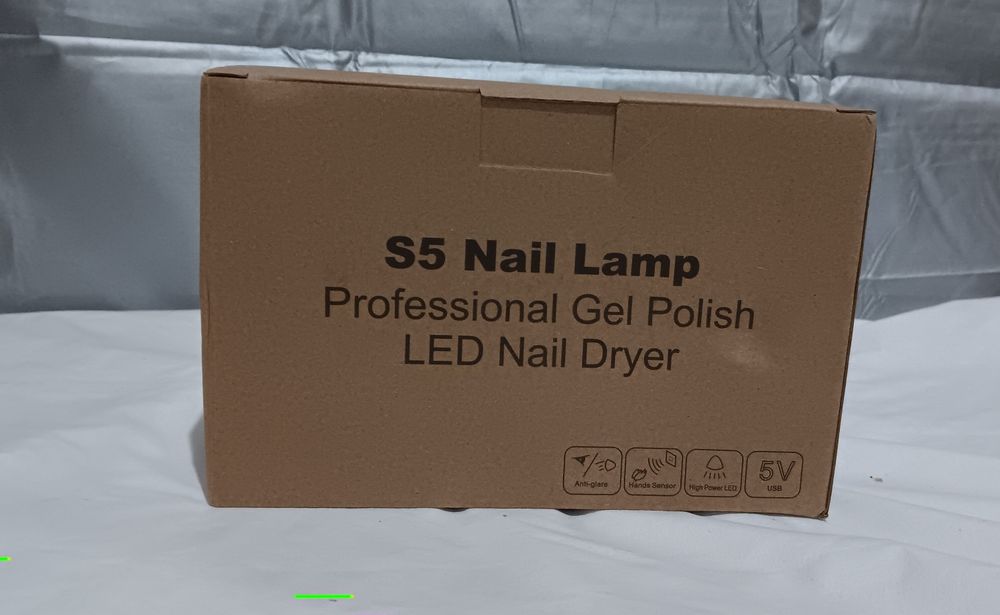 S5 Nail Lamp
Professional Gel Polish
LED Nail Dryer
Anti-glare
Hands Sensor
High Power LED
5V
USB